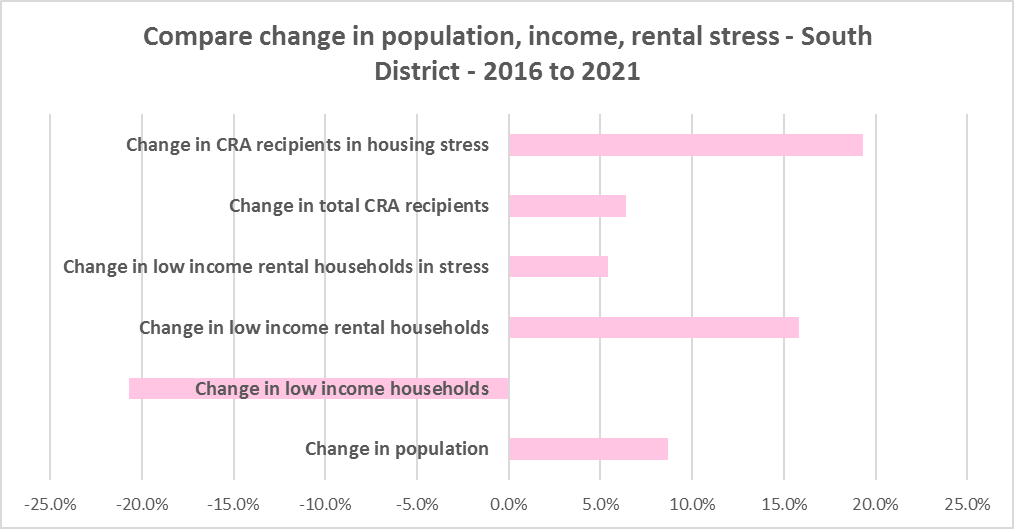 Compare change in population, income, rental stress - South
District - 2016 to 2021
Change in CRA recipients in housing stress
Change in total CRA recipients
Change in low income rental households in stress
Change in low income rental households
Change in low income households
Change in population
-25.0% -20.0% -15.0% -10.0% -5.0% 0.0% 5.0% 10.0% 15.0% 20.0% 25.0%